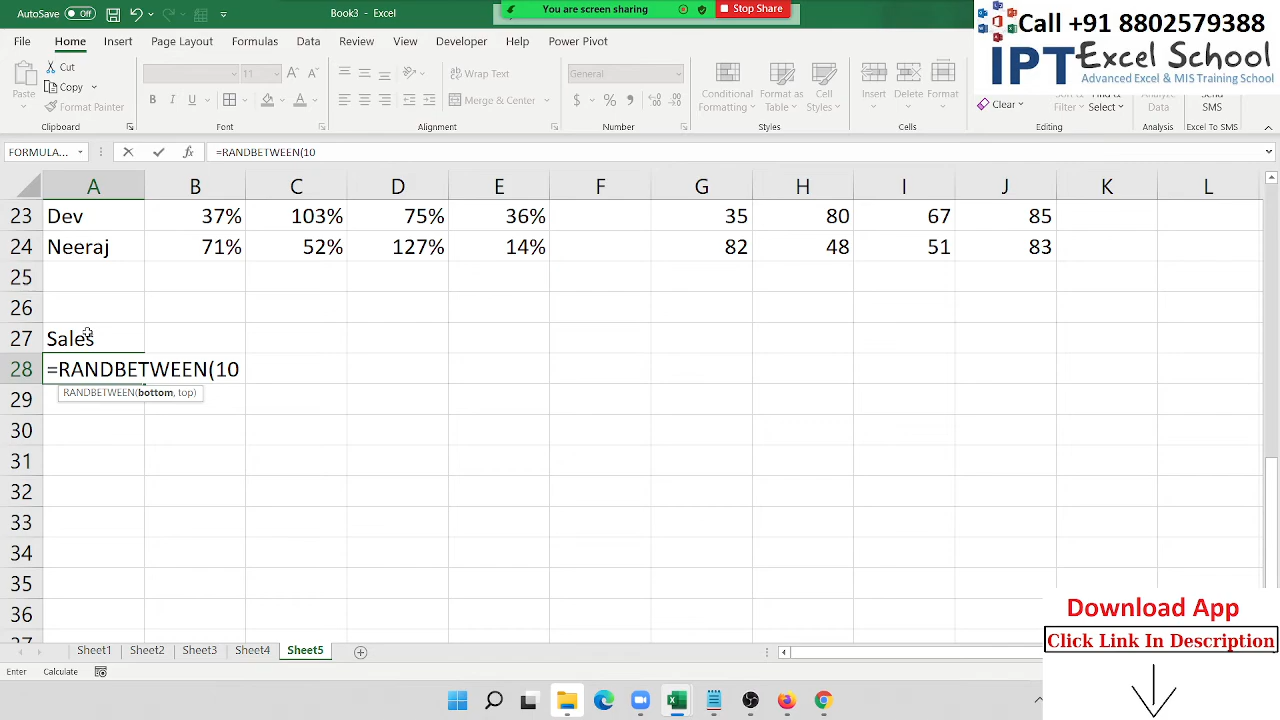 AutoSave Off Book3 - Excel You are screen sharing Stop Share
Call +91 8802579388
IPT Excel School
Advanced Excel & MIS Training School
File Home Insert Page Layout Formulas Data Review View Developer Help Power Pivot
Paste Cut Copy Format Painter
11 Wrap Text Merge & Center General
Conditional Formatting Format as Table Cell Styles Insert Delete Format
Clear Filter Select Analyze Data Send SMS
Clipboard Font Alignment Number Styles Cells Editing Analysis Excel To SMS
FORMULA... fx =RANDBETWEEN(10
A B C D E F G H I J K L
23 Dev 37% 103% 75% 36% 35 80 67 85
24 Neeraj 71% 52% 127% 14% 82 48 51 83
25
26
27 Sales
28 =RANDBETWEEN(10
29 RANDBETWEEN(bottom, top)
30
31
32
33
34
35
36
Download App
Click Link In Description
Sheet1 Sheet2 Sheet3 Sheet4 Sheet5
Enter Calculate